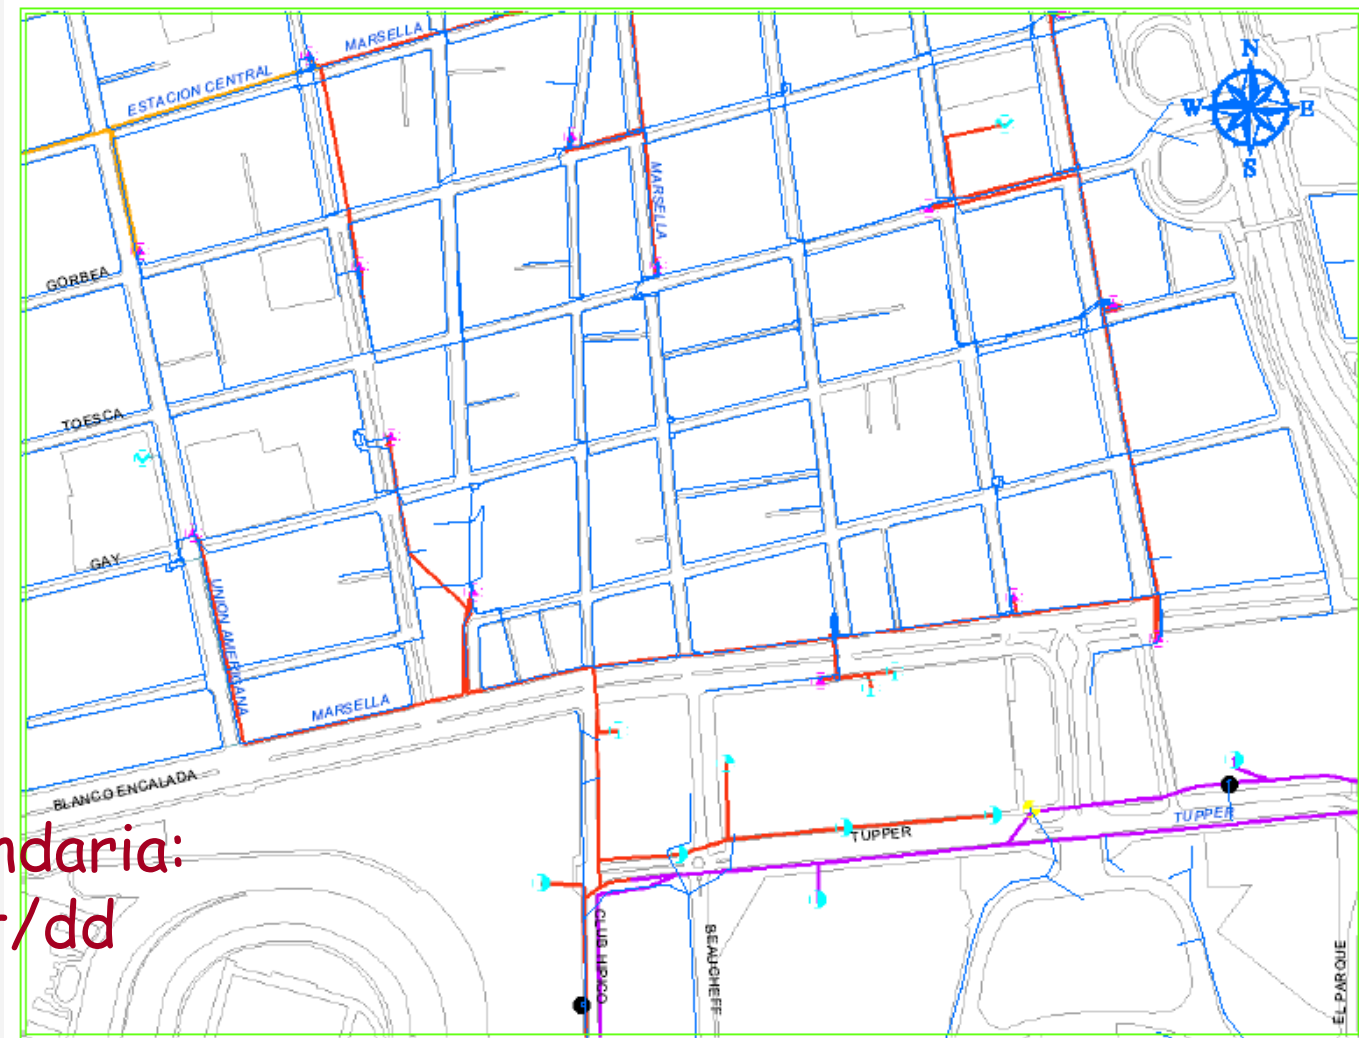 MARSELLA
ESTACION CENTRAL
N
W E
S
MARSELLA
GORBEA
TOESCA
GAY
UNION AMERICANA
MARSELLA
BLANCO ENCALADA
TUPPER
TUPPER
ndaria:
r/dd
CLUB HIPICO
BEAUCHEFF
EL PARQUE